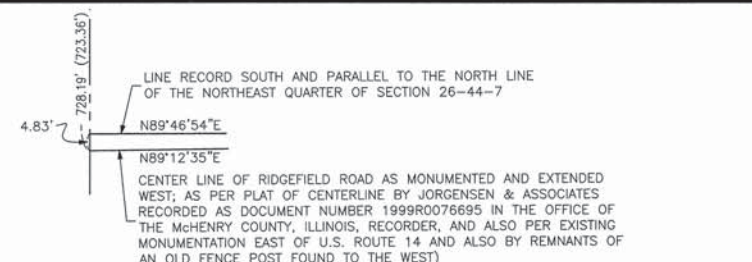 728.19' (723.36')
LINE RECORD SOUTH AND PARALLEL TO THE NORTH LINE
OF THE NORTHEAST QUARTER OF SECTION 26-44-7
4.83'
N89°46'54"E
N89°12'35"E
CENTER LINE OF RIDGEFIELD ROAD AS MONUMENTED AND EXTENDED
WEST; AS PER PLAT OF CENTERLINE BY JORGENSEN & ASSOCIATES
RECORDED AS DOCUMENT NUMBER 1999R0076695 IN THE OFFICE OF
THE McHENRY COUNTY, ILLINOIS, RECORDER, AND ALSO PER EXISTING
MONUMENTATION EAST OF U.S. ROUTE 14 AND ALSO BY REMNANTS OF
AN OLD FENCE POST FOUND TO THE WEST)